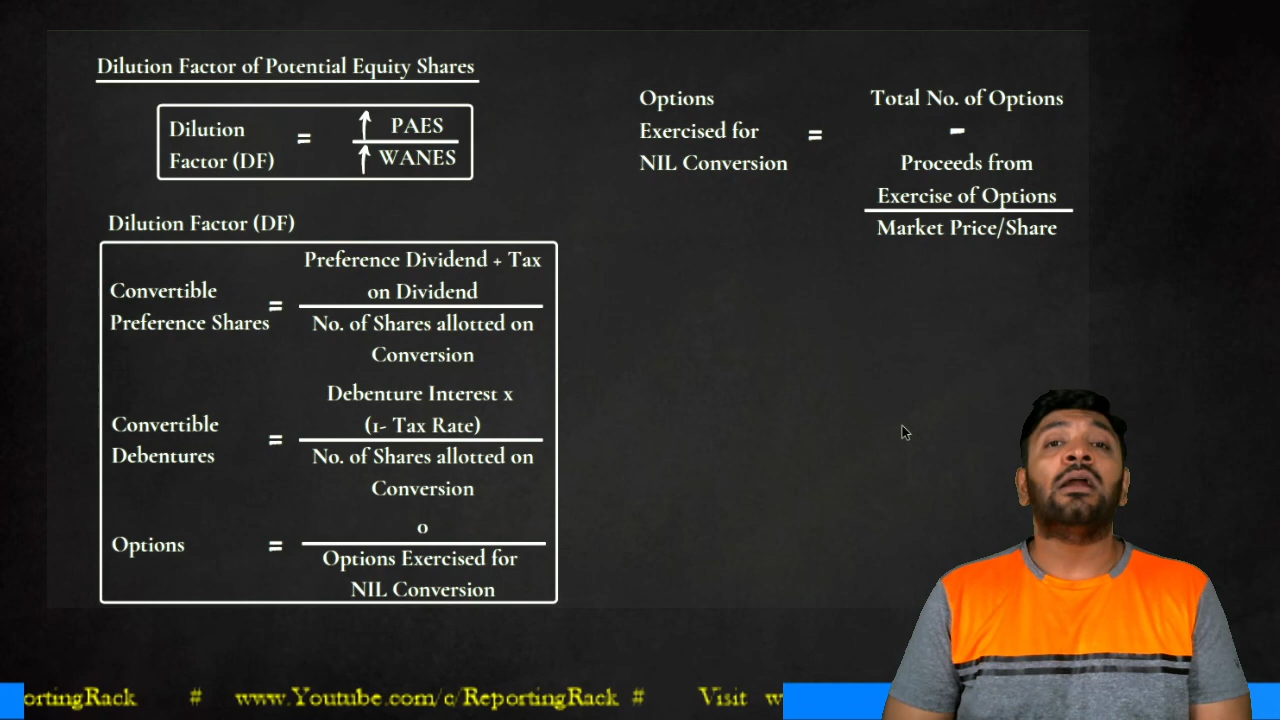 Dilution Factor of Potential Equity Shares
Dilution
Factor (DF)
=
↑ PAES
↑ WANES
Dilution Factor (DF)
Convertible
Preference Shares
=
Preference Dividend + Tax
on Dividend
No. of Shares allotted on
Conversion
Convertible
Debentures
=
Debenture Interest x
(1- Tax Rate)
No. of Shares allotted on
Conversion
Options
=
0
Options Exercised for
NIL Conversion
Options
Exercised for
NIL Conversion
=
Total No. of Options
-
Proceeds from
Exercise of Options
Market Price/Share
ortingRack # www.Youtube.com/c/ReportingRack # Visit w